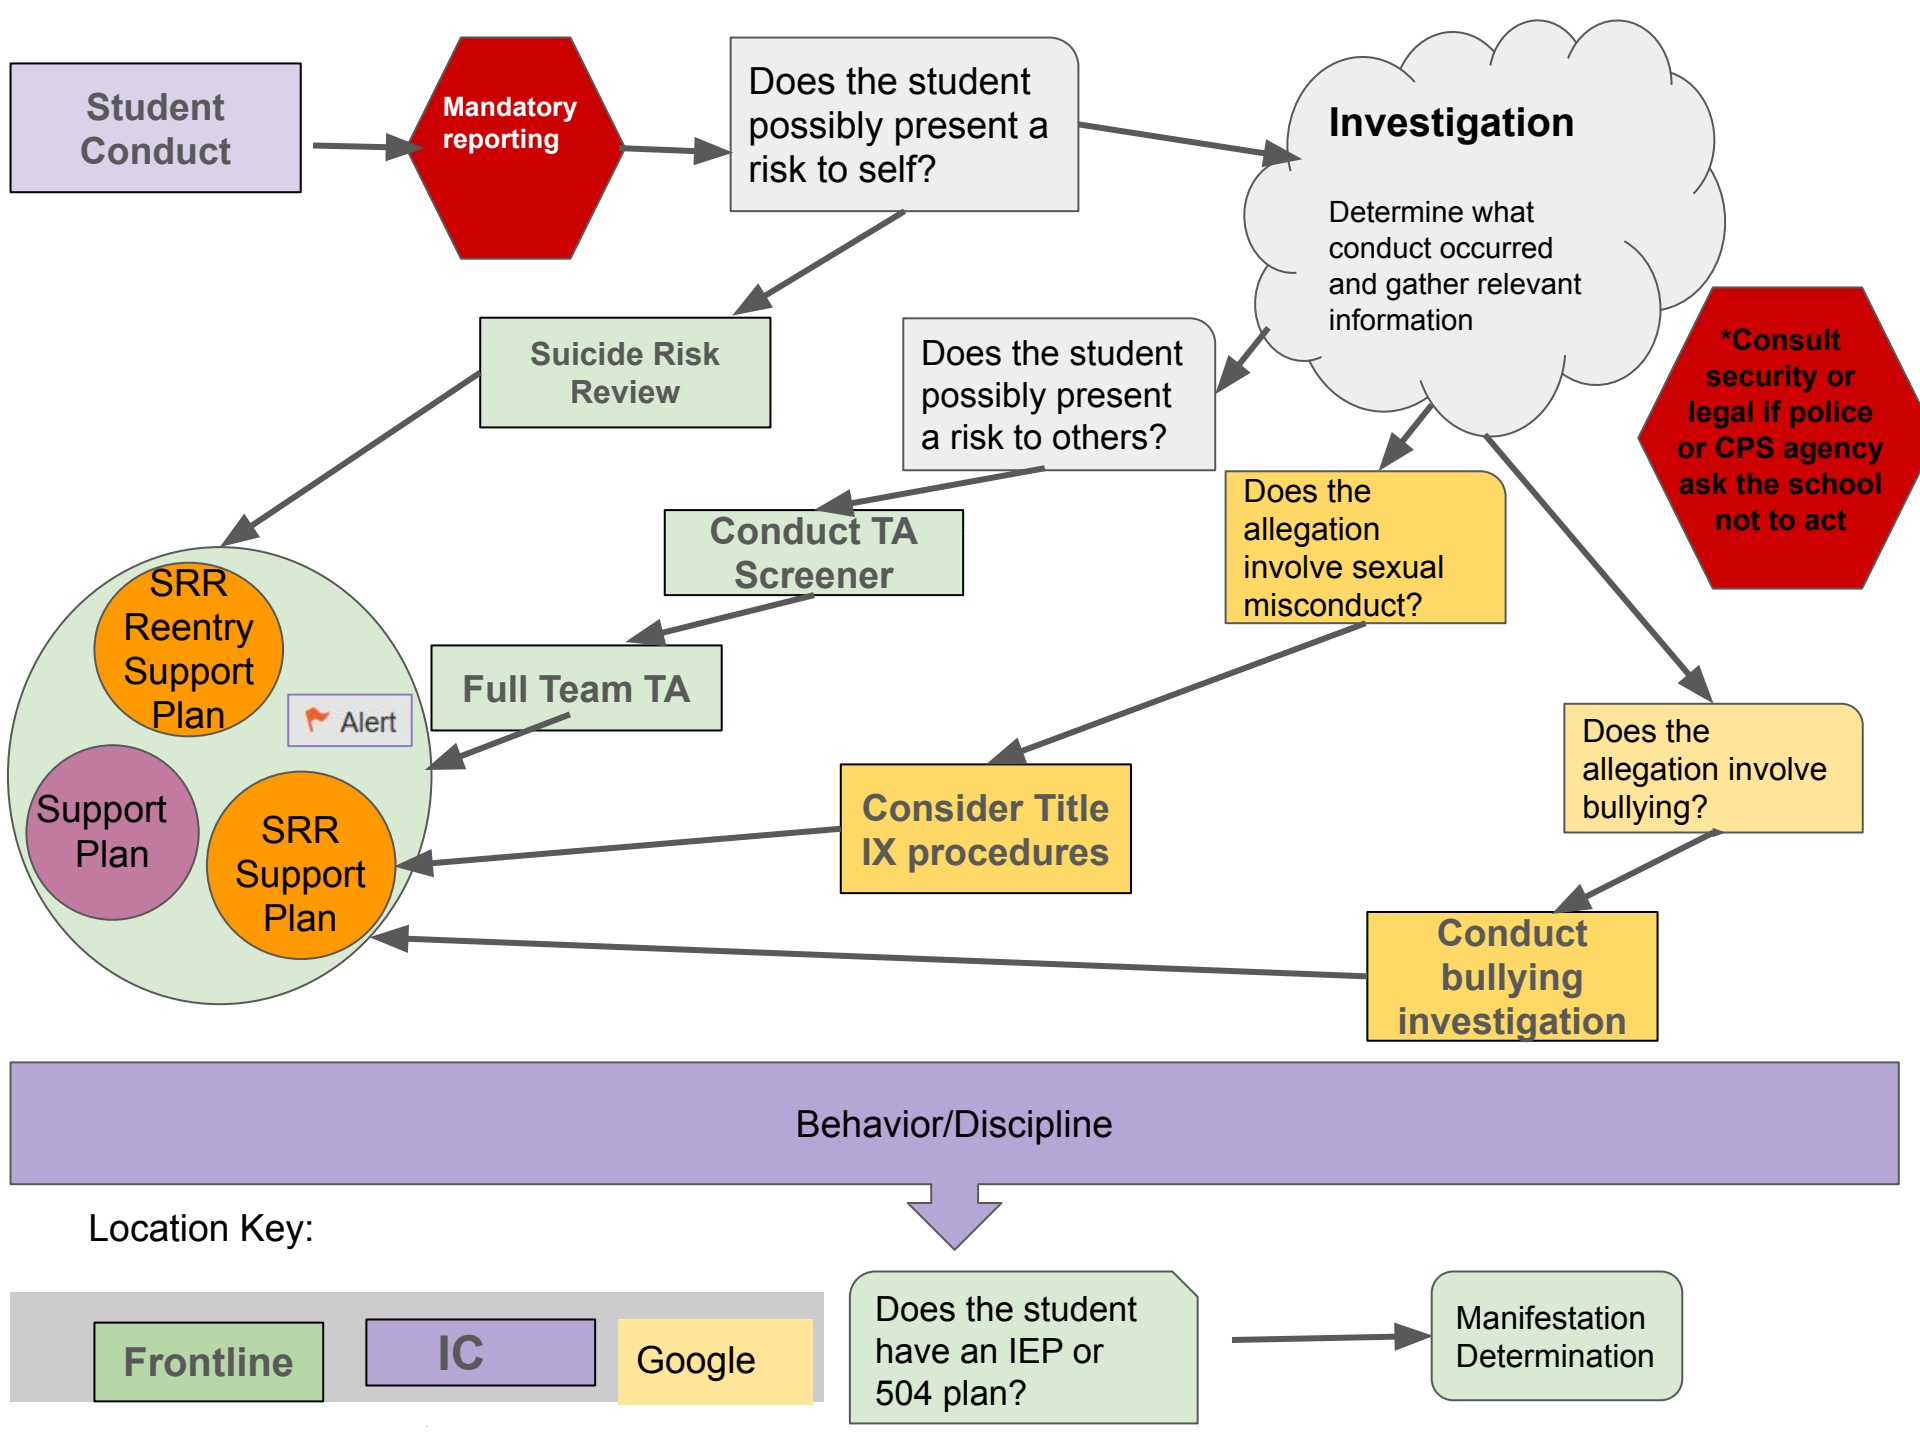 Student
Conduct
Mandatory
reporting
Does the student
possibly present a
risk to self?
Investigation
Determine what
conduct occurred
and gather relevant
information
*Consult
security or
legal if police
or CPS agency
ask the school
not to act
Suicide Risk
Review
Does the student
possibly present
a risk to others?
Conduct TA
Screener
Does the
allegation
involve sexual
misconduct?
Full Team TA
SRR
Reentry
Support
Plan
Alert
Support
Plan
SRR
Support
Plan
Consider Title
IX procedures
Does the
allegation involve
bullying?
Conduct
bullying
investigation
Behavior/Discipline
Location Key:
Frontline
IC
Google
Does the student
have an IEP or
504 plan?
Manifestation
Determination